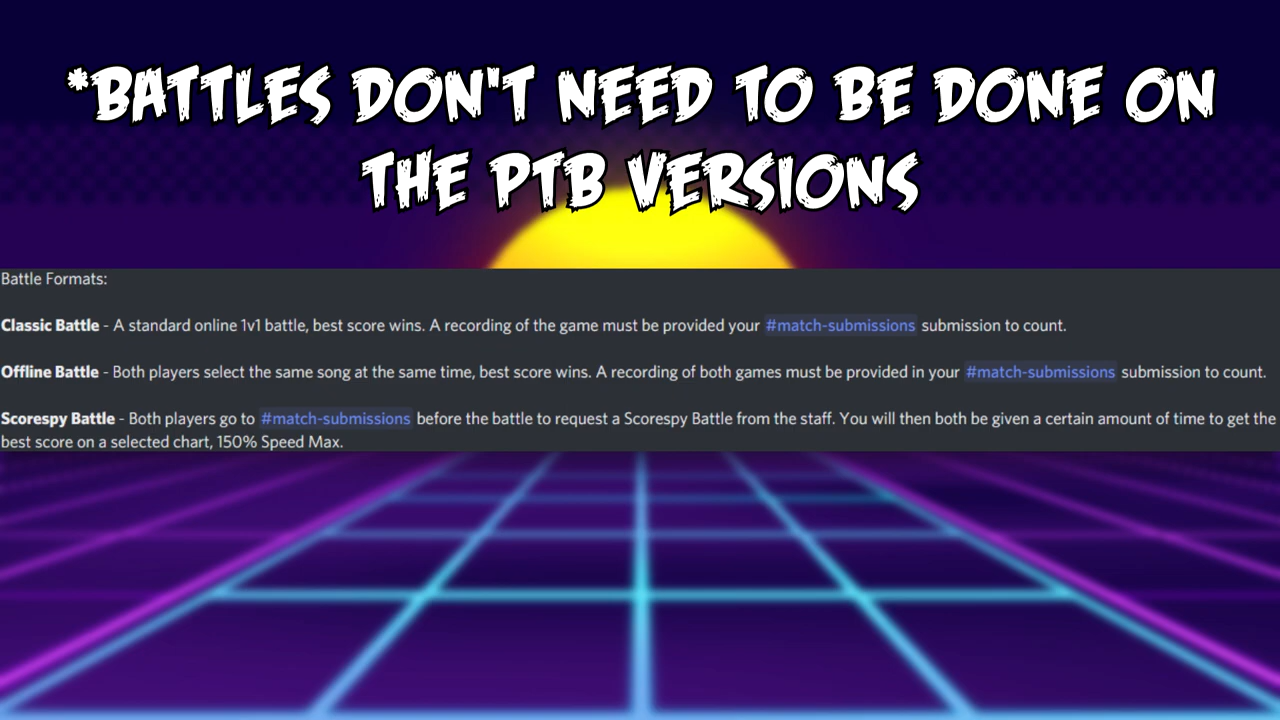 *BATTLES DON'T NEED TO BE DONE ON
THE PTB VERSIONS
Battle Formats:
Classic Battle - A standard online 1v1 battle, best score wins. A recording of the game must be provided your #match-submissions submission to count.
Offline Battle - Both players select the same song at the same time, best score wins. A recording of both games must be provided in your #match-submissions submission to count.
Scorespy Battle - Both players go to #match-submissions before the battle to request a Scorespy Battle from the staff. You will then both be given a certain amount of time to get the
best score on a selected chart, 150% Speed Max.